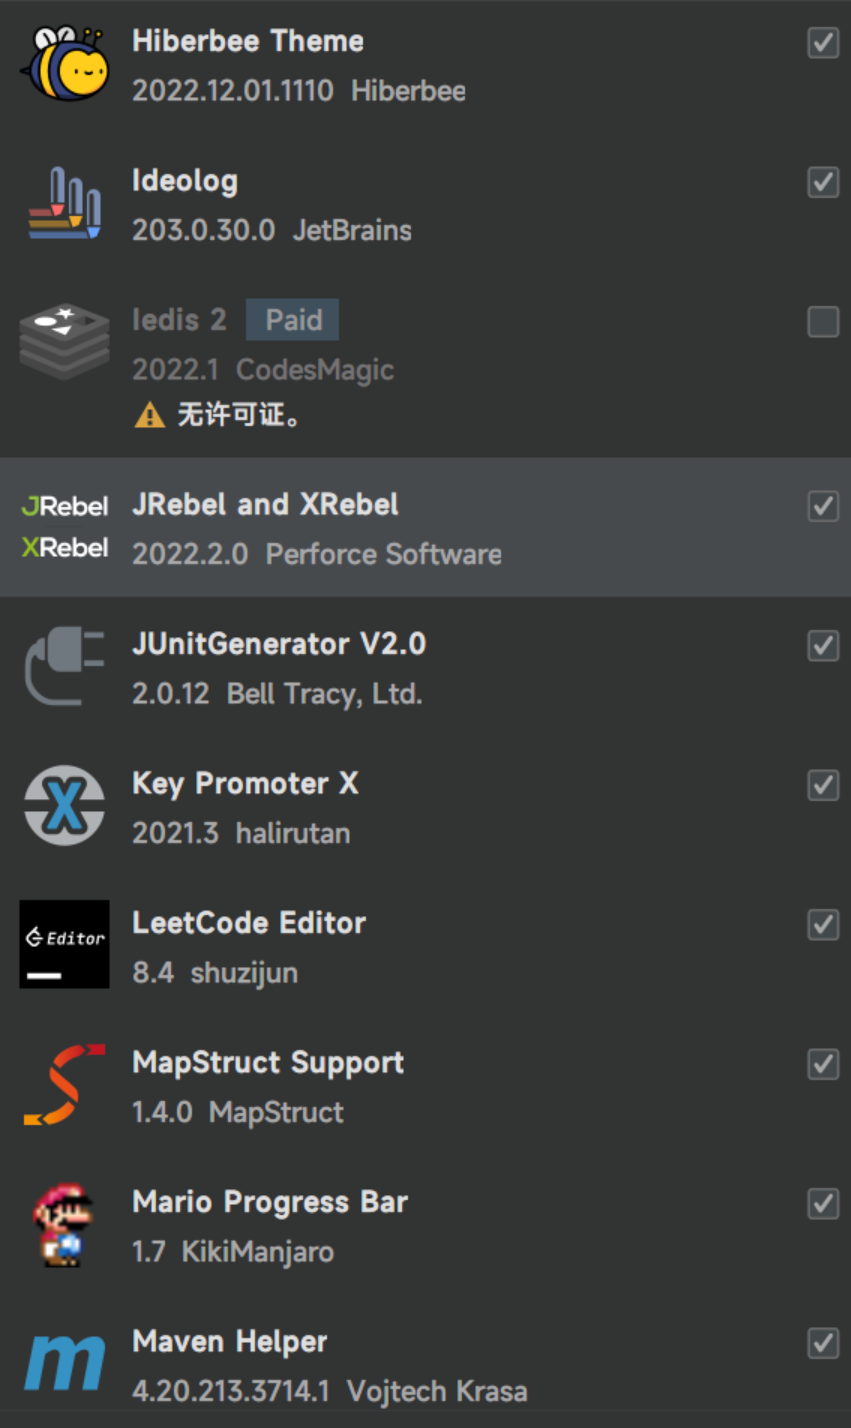 Hiberbee Theme
2022.12.01.1110 Hiberbee
Ideolog
203.0.30.0 JetBrains
Iedis 2 Paid
2022.1 CodesMagic
无许可证。
JRebel JRebel and XRebel
XRebel 2022.2.0 Perforce Software
JUnitGenerator V2.0
2.0.12 Bell Tracy, Ltd.
Key Promoter X
2021.3 halirutan
Editor LeetCode Editor
8.4 shuzijun
MapStruct Support
1.4.0 MapStruct
Mario Progress Bar
1.7 KikiManjaro
m Maven Helper
4.20.213.3714.1 Vojtech Krasa